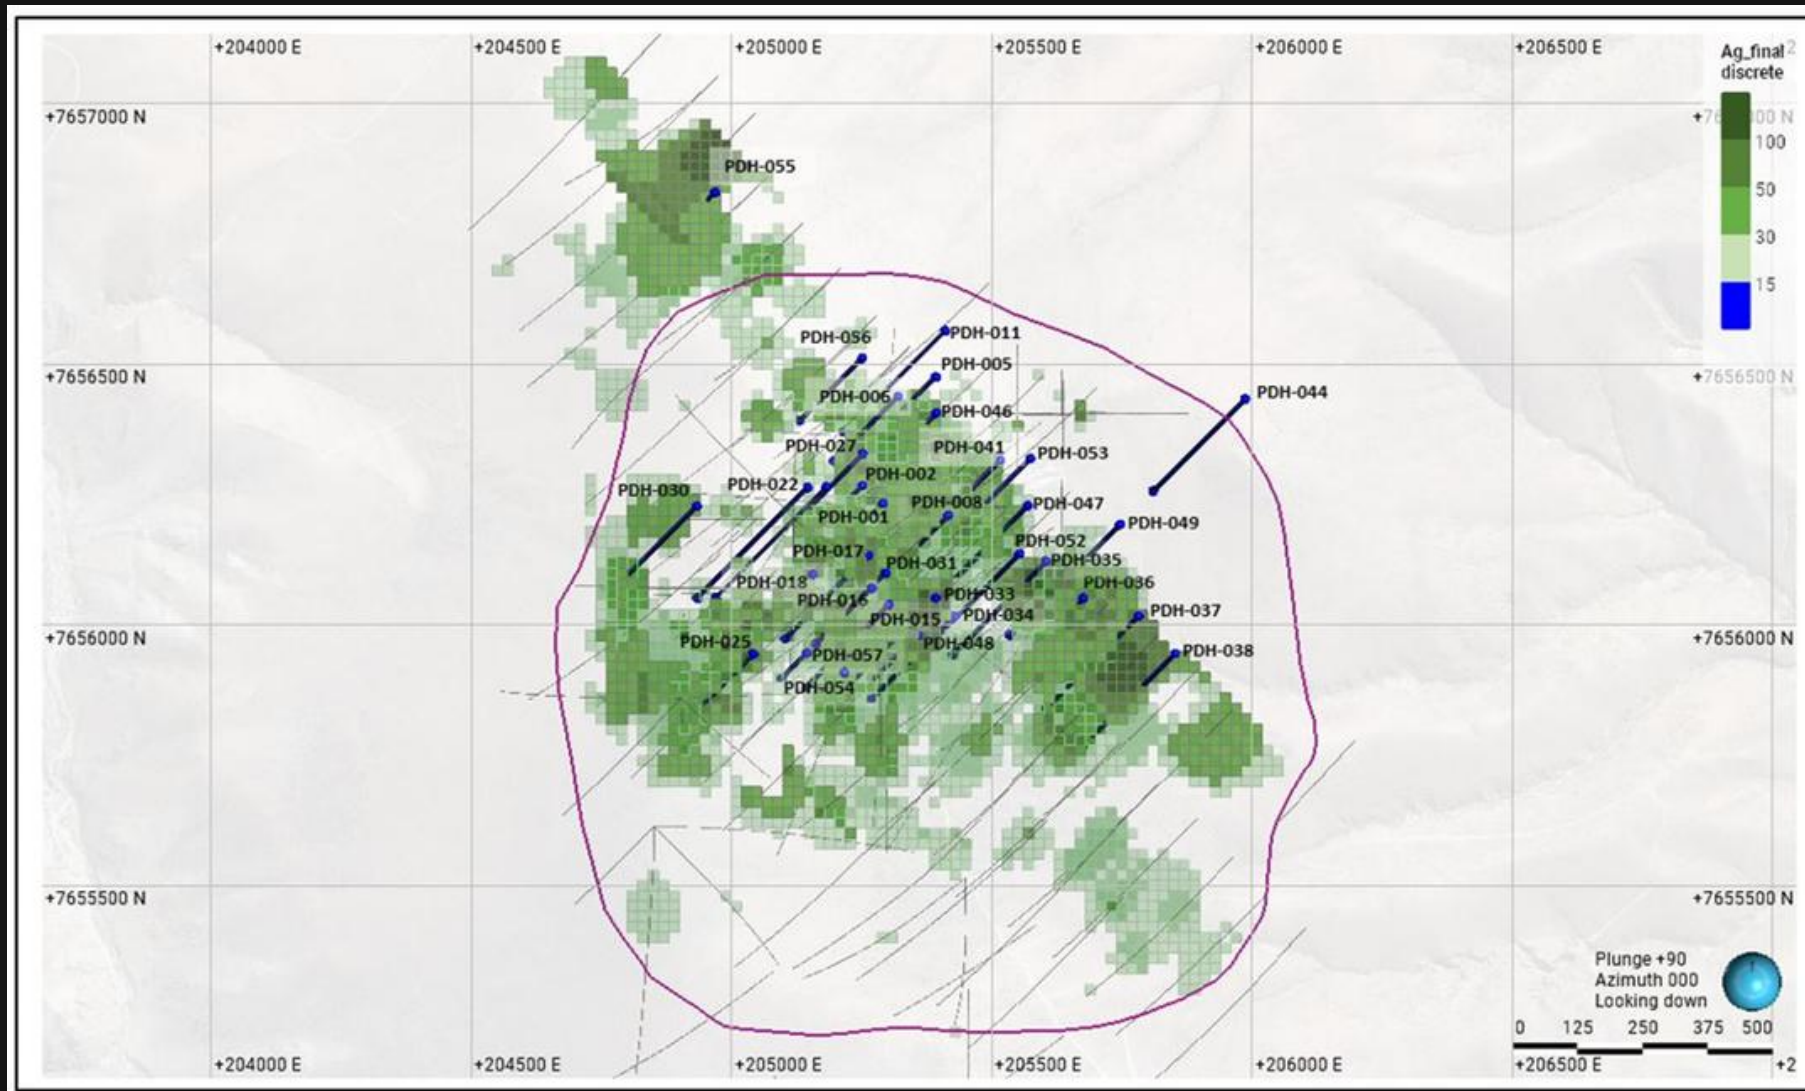 +204000 E +204500 E +205000 E +205500 E +206000 E +206500 E
Ag_final 2
discrete
100
50
30
15
+7657000 N
PDH-055
PDH-056
PDH-011
PDH-005
+7656500 N +7656500 N
PDH-006
PDH-044
PDH-046
PDH-027
PDH-041
PDH-053
PDH-002
PDH-022
PDH-030
PDH-008
PDH-047
PDH-001
PDH-049
PDH-052
PDH-017
PDH-031
PDH-035
PDH-018
PDH-036
PDH-033
PDH-016
PDH-037
PDH-015
PDH-034
+7656000 N +7656000 N
PDH-025
PDH-048
PDH-038
PDH-057
PDH-054
+7655500 N +7655500 N
Plunge +90
Azimuth 000
Looking down
0 125 250 375 500
+204000 E +204500 E +205000 E +205500 E +206000 E +206500 E +2